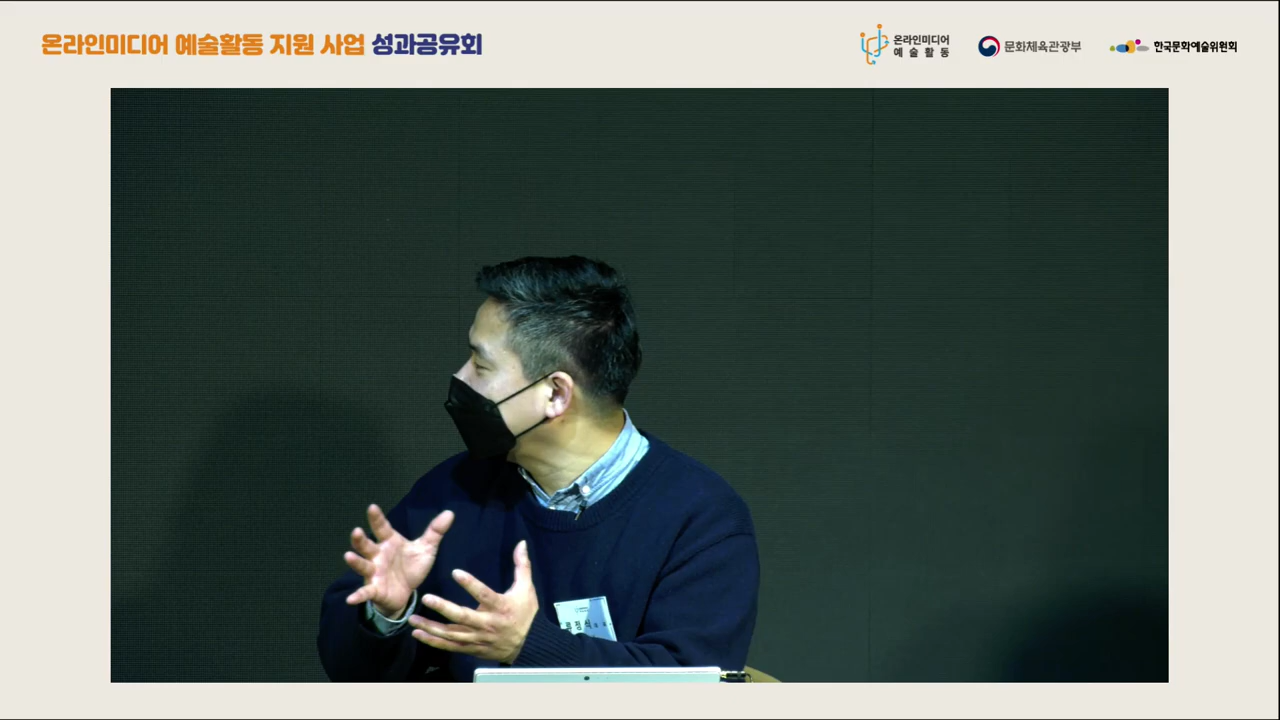 온라인미디어 예술활동 지원 사업 성과공유회
온라인미디어
예술활동
문화체육관광부
한국문화예술위원회
정식